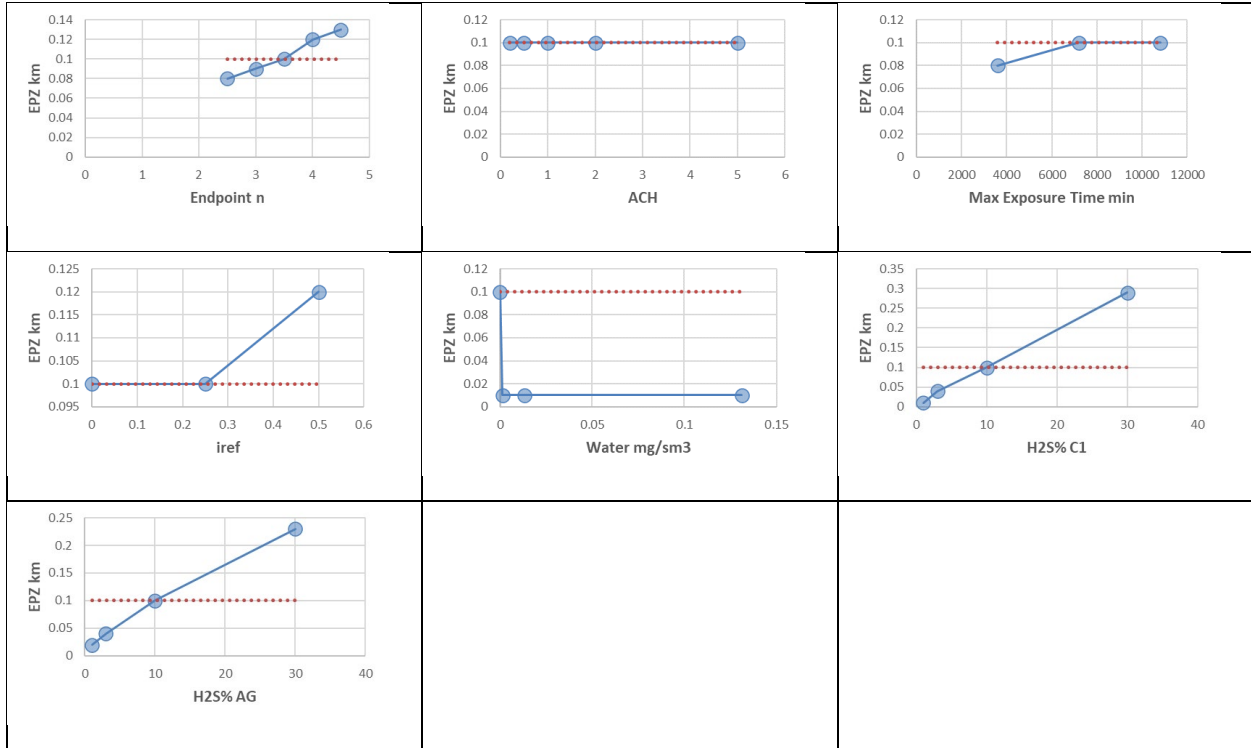 0.14
0.12
0.1
0.08
0.06
0.04
0.02
0
EPZ km
0 1 2 3 4 5
Endpoint n
0.12
0.1
0.08
0.06
0.04
0.02
0
EPZ km
0 1 2 3 4 5 6
ACH
0.12
0.1
0.08
0.06
0.04
0.02
0
EPZ km
0 2000 4000 6000 8000 10000 12000
Max Exposure Time min
0.125
0.12
0.115
0.11
0.105
0.1
0.095
EPZ km
0 0.1 0.2 0.3 0.4 0.5 0.6
iref
0.12
0.1
0.08
0.06
0.04
0.02
0
EPZ km
0 0.05 0.1 0.15
Water mg/sm3
0.35
0.3
0.25
0.2
0.15
0.1
0.05
0
EPZ km
0 10 20 30 40
H2S% C1
0.25
0.2
0.15
0.1
0.05
0
EPZ km
0 10 20 30 40
H2S% AG